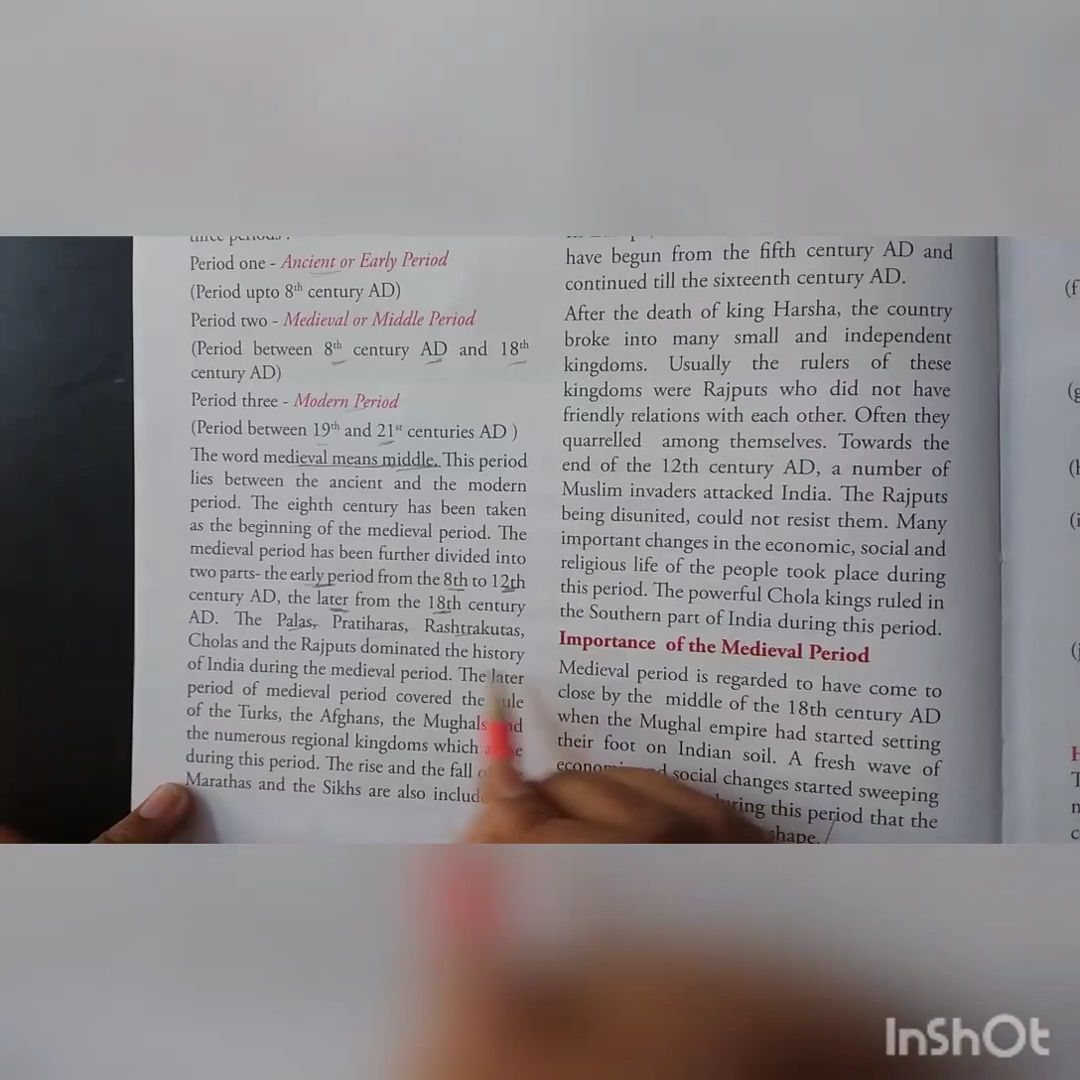 Period one - Ancient or Early Period
(Period upto 8th century AD)
Period two - Medieval or Middle Period
(Period between 8th century AD and 18th
century AD)
Period three - Modern Period
(Period between 19th and 21st centuries AD )
The word medieval means middle. This period
lies between the ancient and the modern
period. The eighth century has been taken
as the beginning of the medieval period. The
medieval period has been further divided into
two parts- the early period from the 8th to 12th
century AD, the later from the 18th century
AD. The Palas, Pratiharas, Rashtrakutas,
Cholas and the Rajputs dominated the history
of India during the medieval period. The later
period of medieval period covered the
of the Turks, the Afghans, the Mughals
the numerous regional kingdoms which
during this period. The rise and the fall
Marathas and the Sikhs are also
have begun from the fifth century AD and
continued till the sixteenth century AD.
After the death of king Harsha, the country
broke into many small and independent
kingdoms. Usually the rulers of these
kingdoms were Rajputs who did not have
friendly relations with each other. Often they
quarrelled among themselves. Towards the
end of the 12th century AD, a number of
Muslim invaders attacked India. The Rajputs
being disunited, could not resist them. Many
important changes in the economic, social and
religious life of the people took place during
this period. The powerful Chola kings ruled in
the Southern part of India during this period.
Importance of the Medieval Period
Medieval period is regarded to have come to
close by the middle of the 18th century AD
when the Mughal empire had started setting
their foot on Indian soil. A fresh wave of
social changes started sweeping
during this period that the
shape.
(f
(j
InShOt